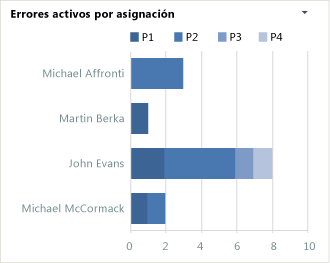 Errores activos por asignación
P1 P2 P3 P4
Michael Affronti
Martin Berka
John Evans
Michael McCormack
0 2 4 6 8 10